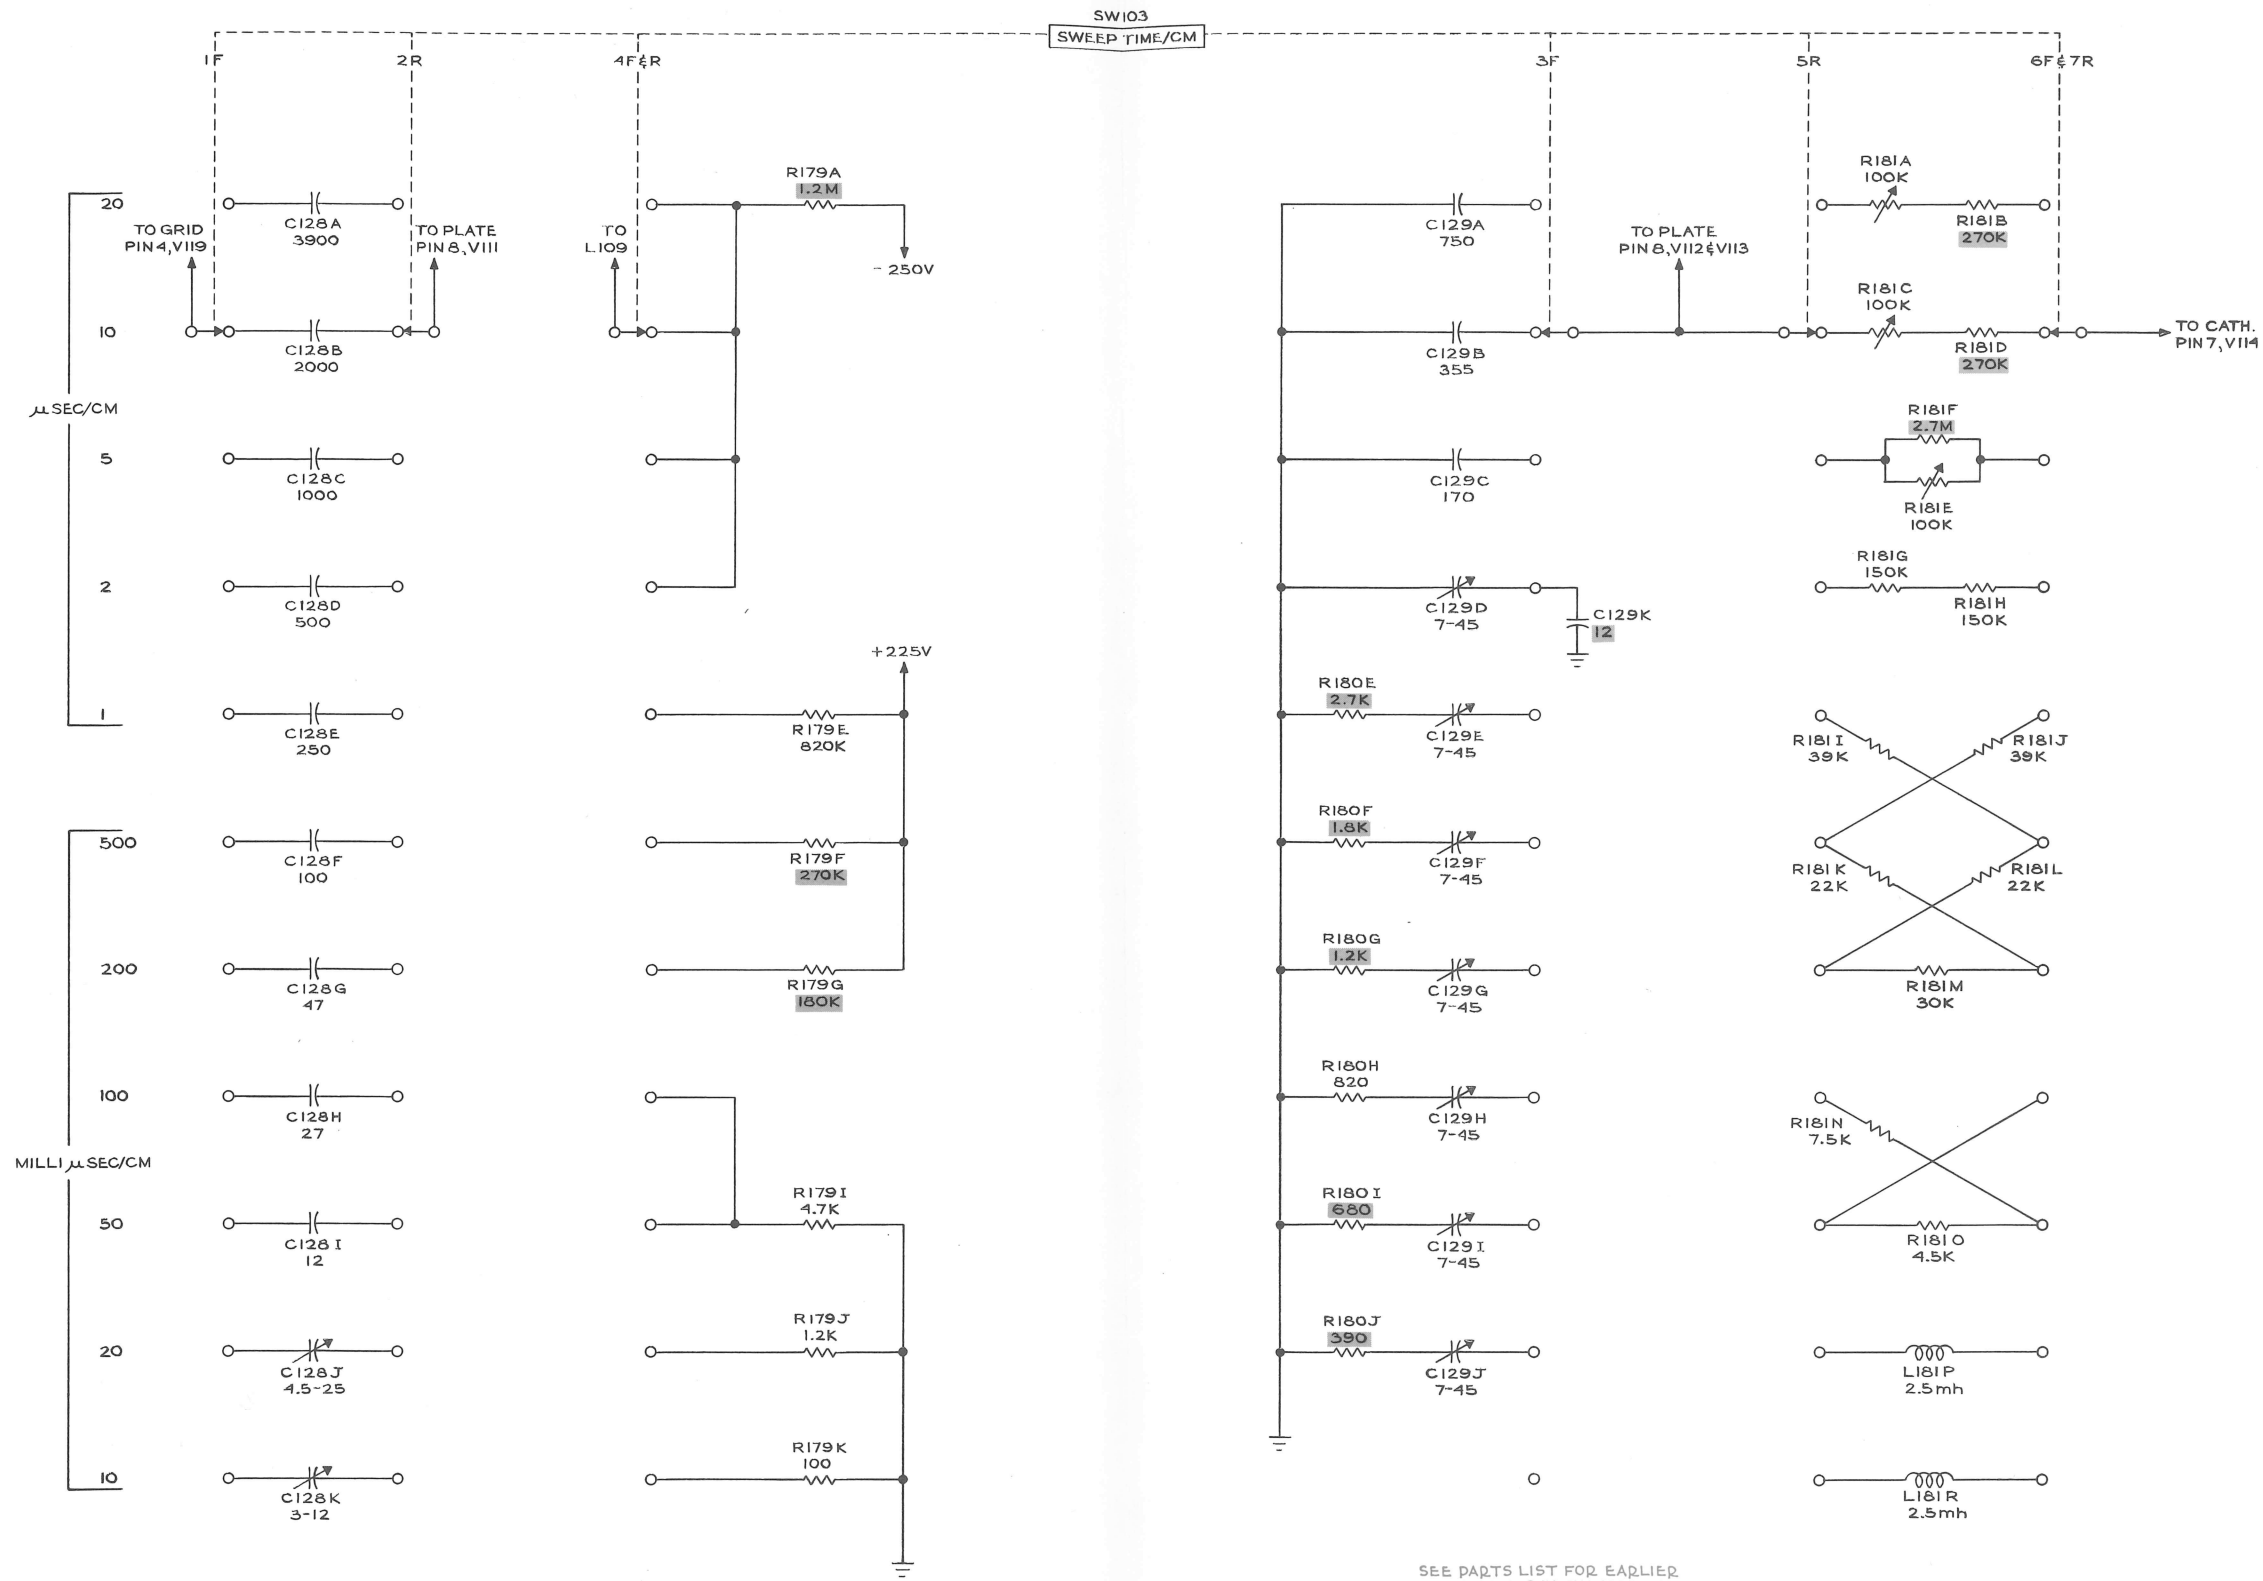 SW103
SWEEP TIME/CM
1F
2R
4F&R
3F
5R
6F&7R
20
C128A
3900
R179A
1.2M
- 250V
C129A
750
R181A
100K
R181B
270K
TO GRID
PIN 4, V119
TO PLATE
PIN 8, V111
TO
L109
TO PLATE
PIN 8, V112&V113
10
C128B
2000
C129B
355
R181C
100K
R181D
270K
TO CATH.
PIN 7, V114
µSEC/CM
5
C128C
1000
C129C
170
R181F
2.7M
R181E
100K
2
C128D
500
C129D
7-45
C129K
12
R181G
150K
R181H
150K
+225V
1
C128E
250
R179E
820K
R180E
2.7K
C129E
7-45
R181I
39K
R181J
39K
500
C128F
100
R179F
270K
R180F
1.8K
C129F
7-45
R181K
22K
R181L
22K
200
C128G
47
R179G
180K
R180G
1.2K
C129G
7-45
R181M
30K
100
C128H
27
R180H
820
C129H
7-45
R181N
7.5K
MILLI µSEC/CM
50
C128I
12
R179I
4.7K
R180I
680
C129I
7-45
R181O
4.5K
20
C128J
4.5-25
R179J
1.2K
R180J
390
C129J
7-45
L181P
2.5mh
10
C128K
3-12
R179K
100
L181R
2.5mh
SEE PARTS LIST FOR EARLIER